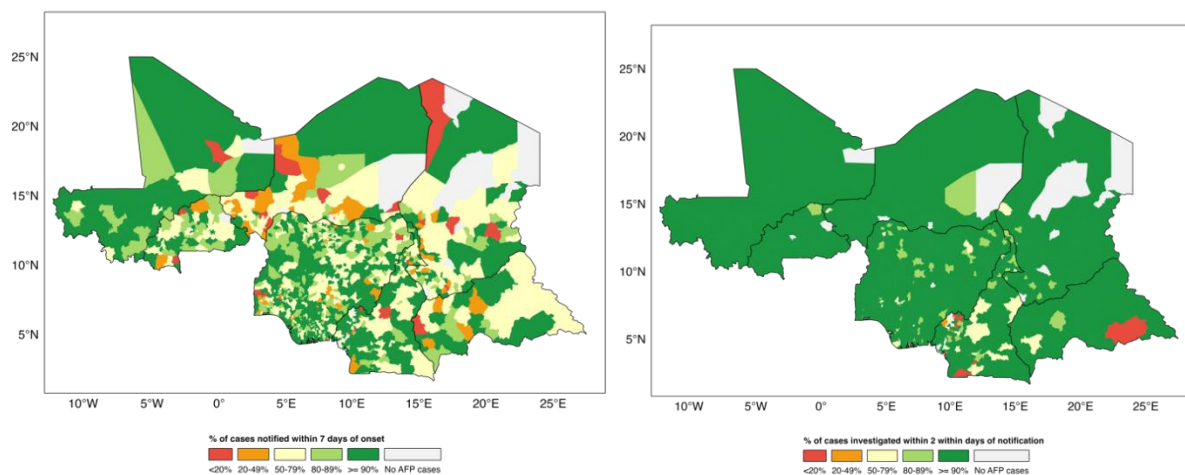 25°N
20°N
15°N
10°N
5°N
10°W 5°W 0° 5°E 10°E 15°E 20°E 25°E
% of cases notified within 7 days of onset
<20% 20-49% 50-79% 80-89% >= 90% No AFP cases
25°N
20°N
15°N
10°N
5°N
10°W 5°W 0° 5°E 10°E 15°E 20°E 25°E
% of cases investigated within 2 within days of notification
<20% 20-49% 50-79% 80-89% >= 90% No AFP cases